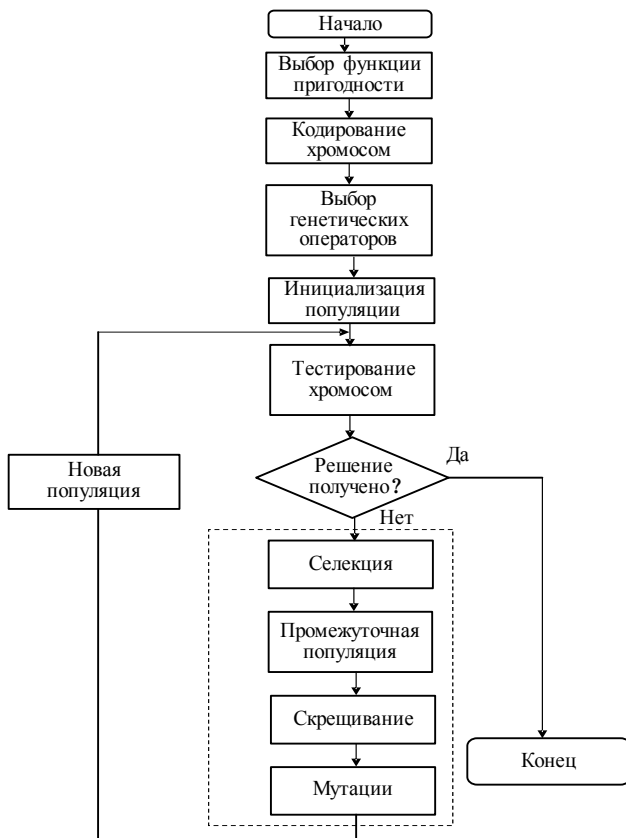 Начало
Выбор функции
пригодности
Кодирование
хромосом
Выбор
генетических
операторов
Инициализация
популяции
Тестирование
хромосом
Решение
получено?
Да
Нет
Новая
популяция
Селекция
Промежуточная
популяция
Скрещивание
Мутации
Конец